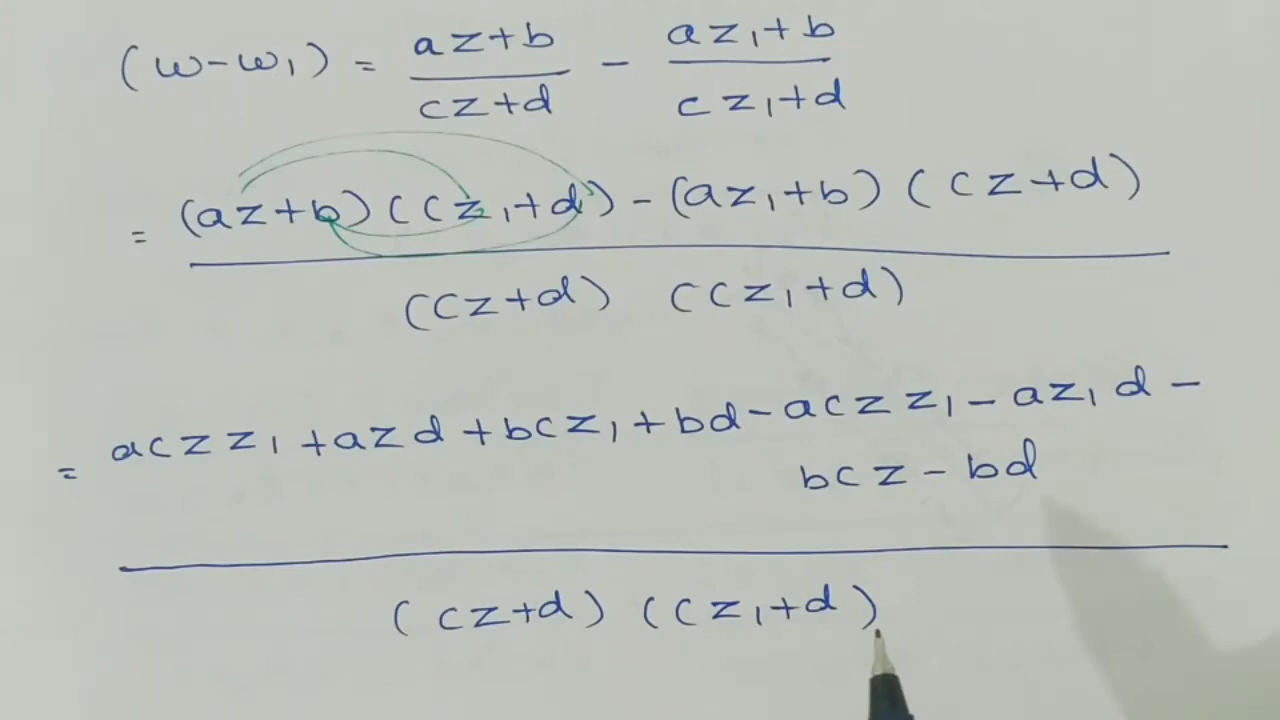 (w-w₁) = az+b/cz+d - az₁+b/cz₁+d
= (az+b)(cz₁+d) - (az₁+b)(cz+d)
(cz+d) (cz₁+d)
= aczz₁ + azd + bcz₁ + bd - aczz₁ - az₁d -
bcz - bd
(cz+d) (cz₁+d)